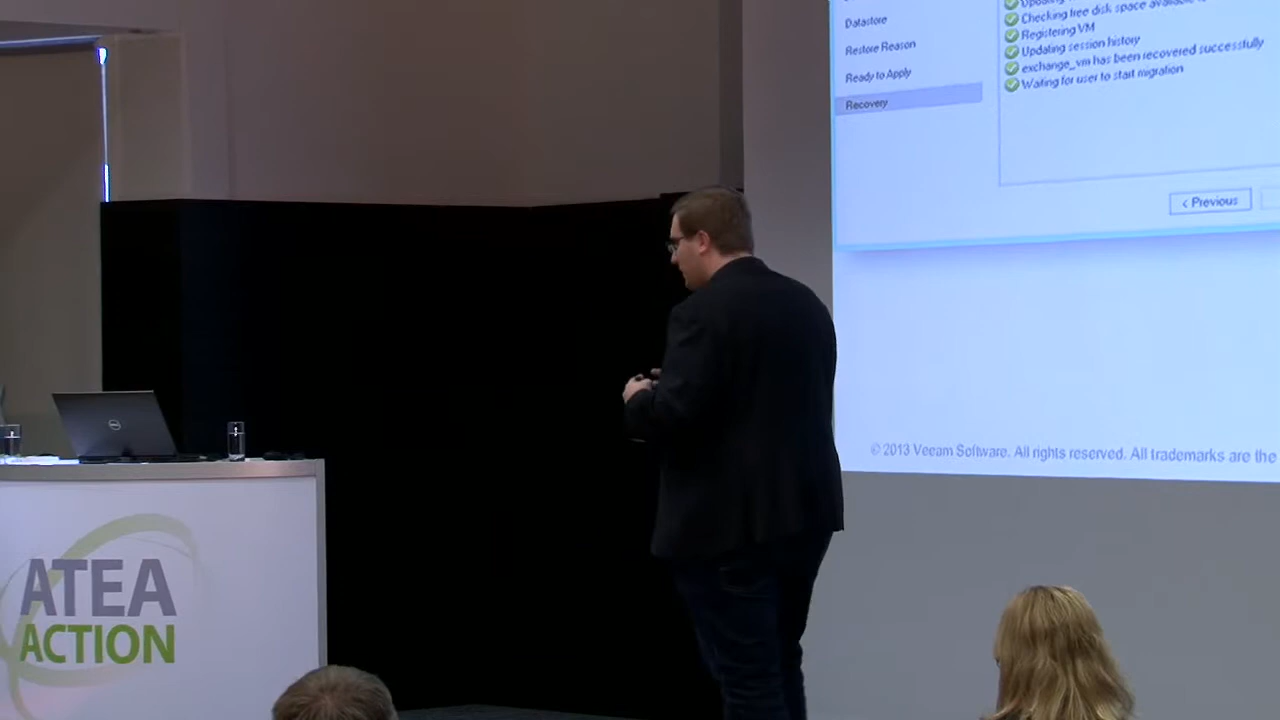 Datastore
Restore Reason
Ready to Apply
Recovery
Checking free disk space available
Registering VM
Updating session history
exchange_vm has been recovered successfully
Waiting for user to start migration
< Previous
© 2013 Veeam Software. All rights reserved. All trademarks are the
DELL
ATEA
ACTION